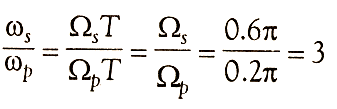 ωₛ/ωₚ = ΩₛT/ΩₚT = Ωₛ/Ωₚ = 0.6π/0.2π = 3